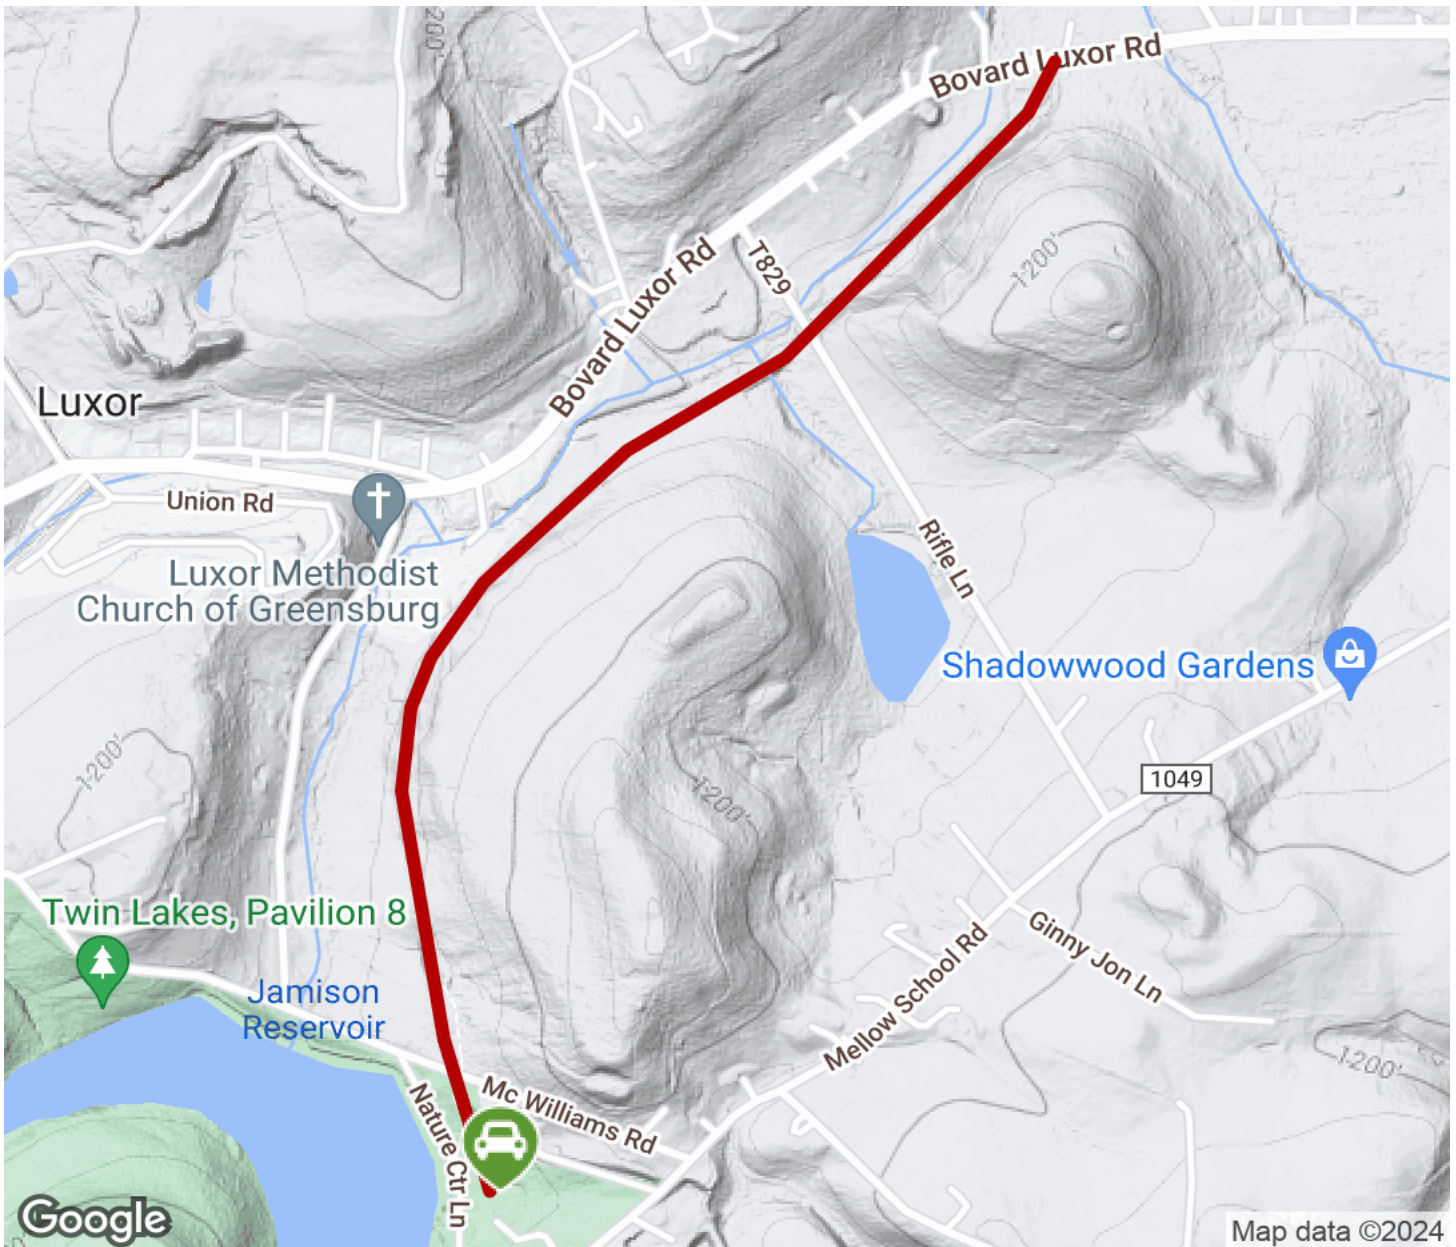 200'
Bovard Luxor Rd
1200'
T829
Bovard Luxor Rd
Luxor
Union Rd
Luxor Methodist
Church of Greensburg
Rifle Ln
Shadowwood Gardens
1200'
1200'
1049
Twin Lakes, Pavilion 8
Ginny Jon Ln
Jamison
Reservoir
Mellow School Rd
1200'
Mc Williams Rd
Nature Ctr Ln
Google
Map data ©2024